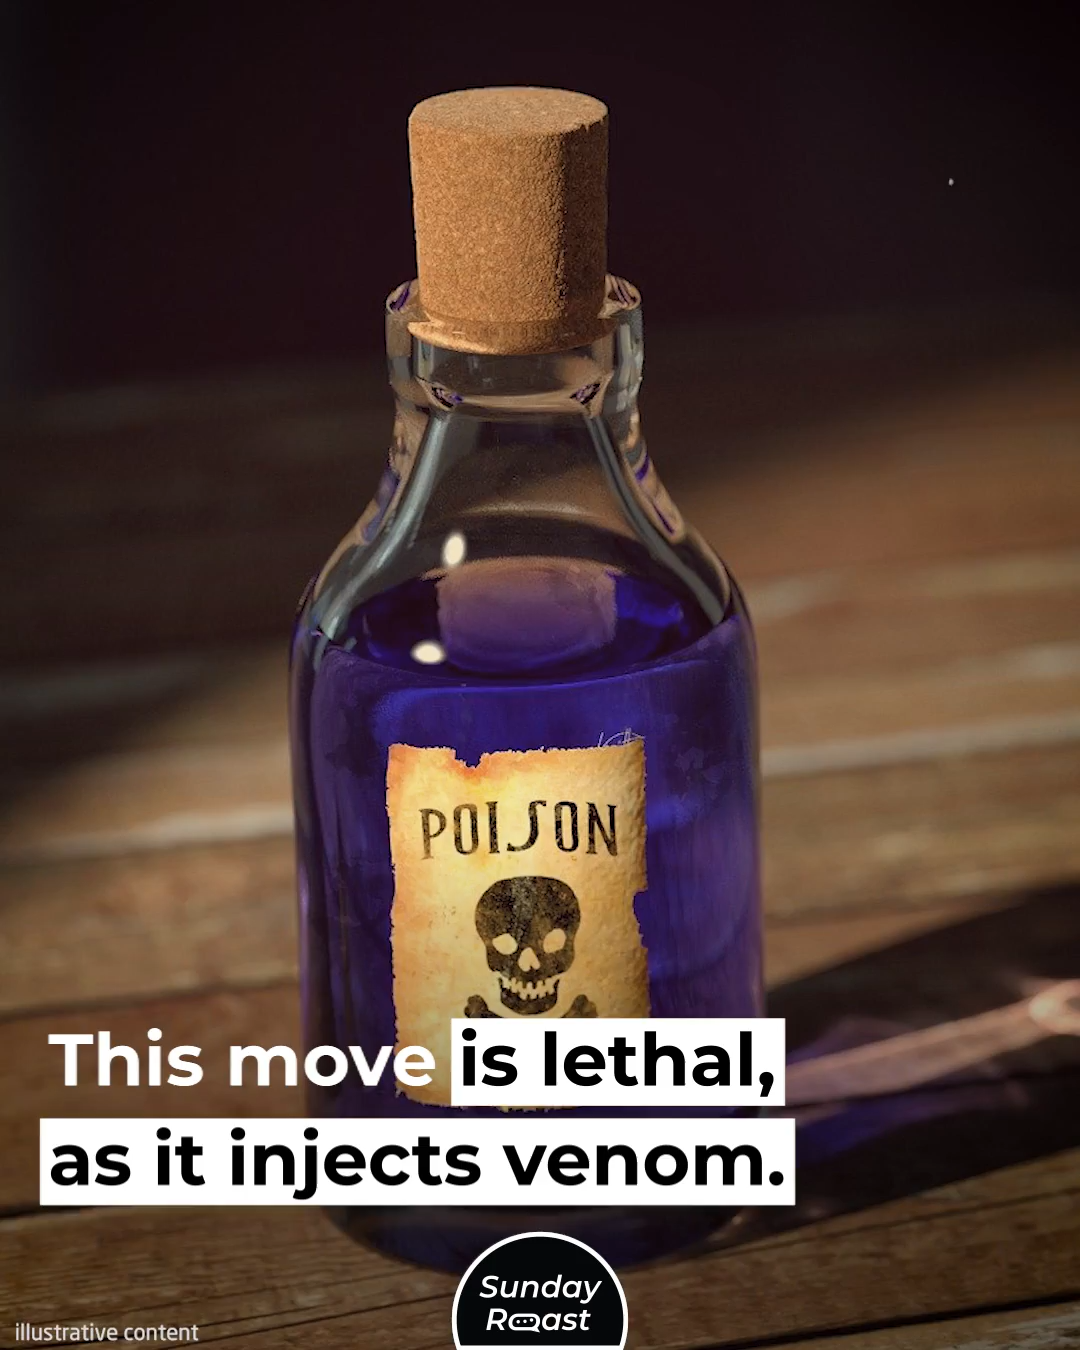 POISON
This move is lethal,
as it injects venom.
Sunday
Roast
illustrative content